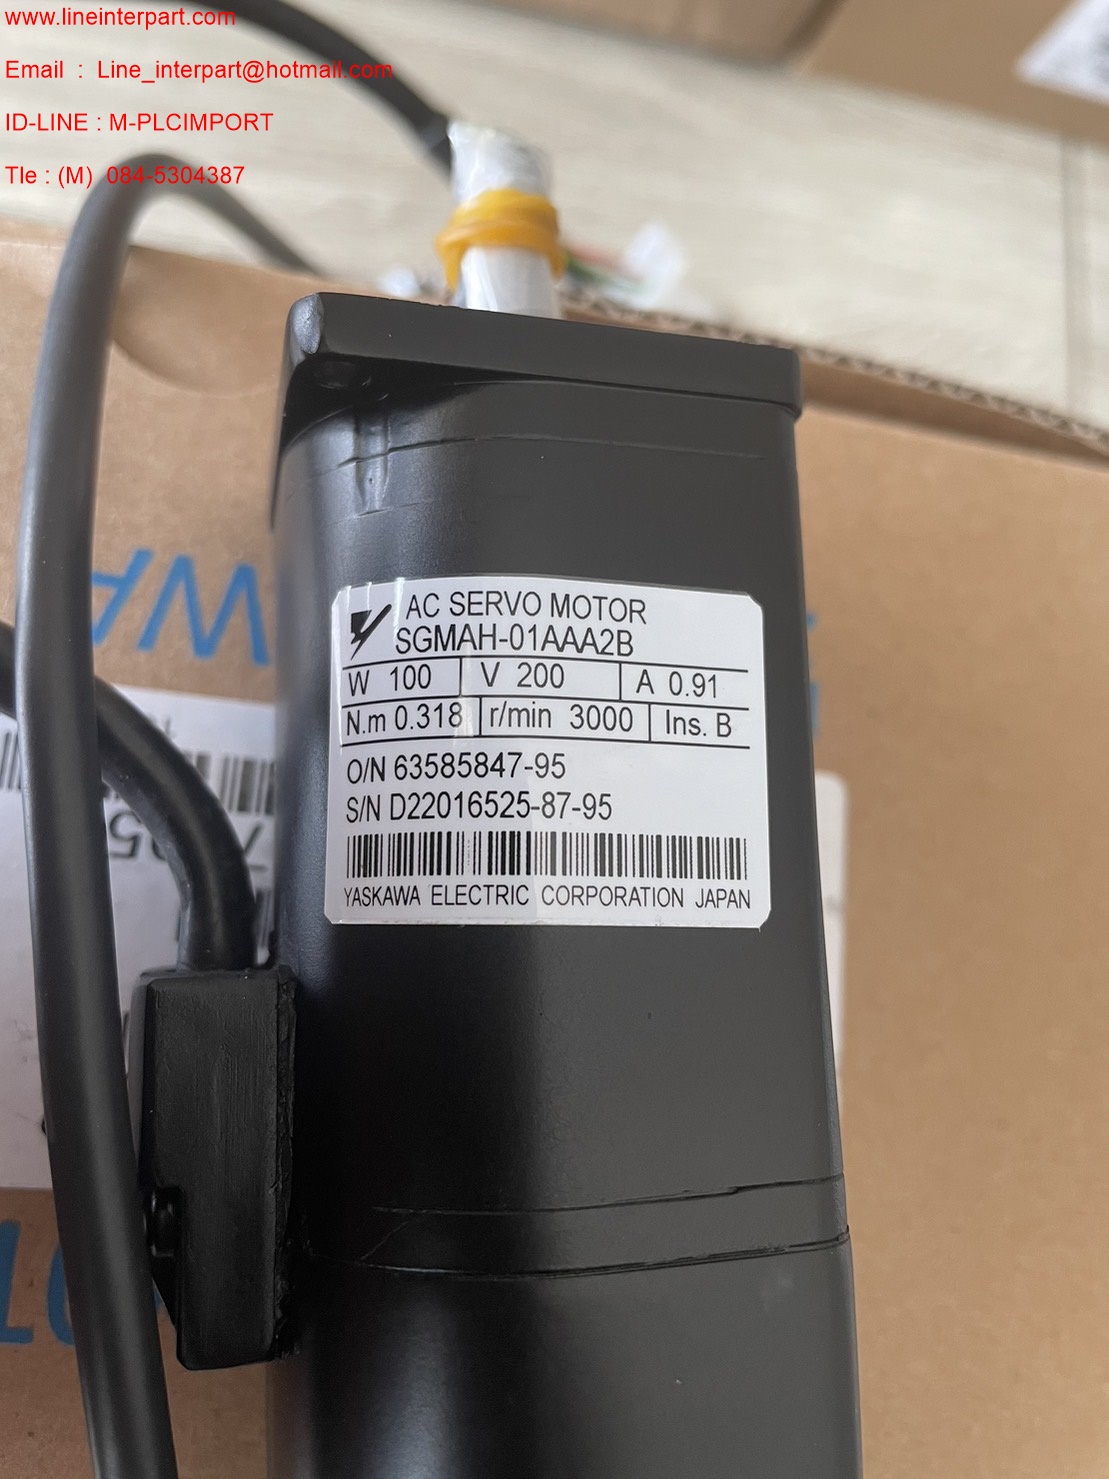 www.lineinterpart.com
Email : Line_interpart@hotmail.com
ID-LINE : M-PLCIMPORT
Tle : (M) 084-5304387
AC SERVO MOTOR
SGMAH-01AAA2B
W 100 V 200 A 0.91
N.m 0.318 r/min 3000 Ins. B
O/N 63585847-95
S/N D22016525-87-95
YASKAWA ELECTRIC CORPORATION JAPAN
WA